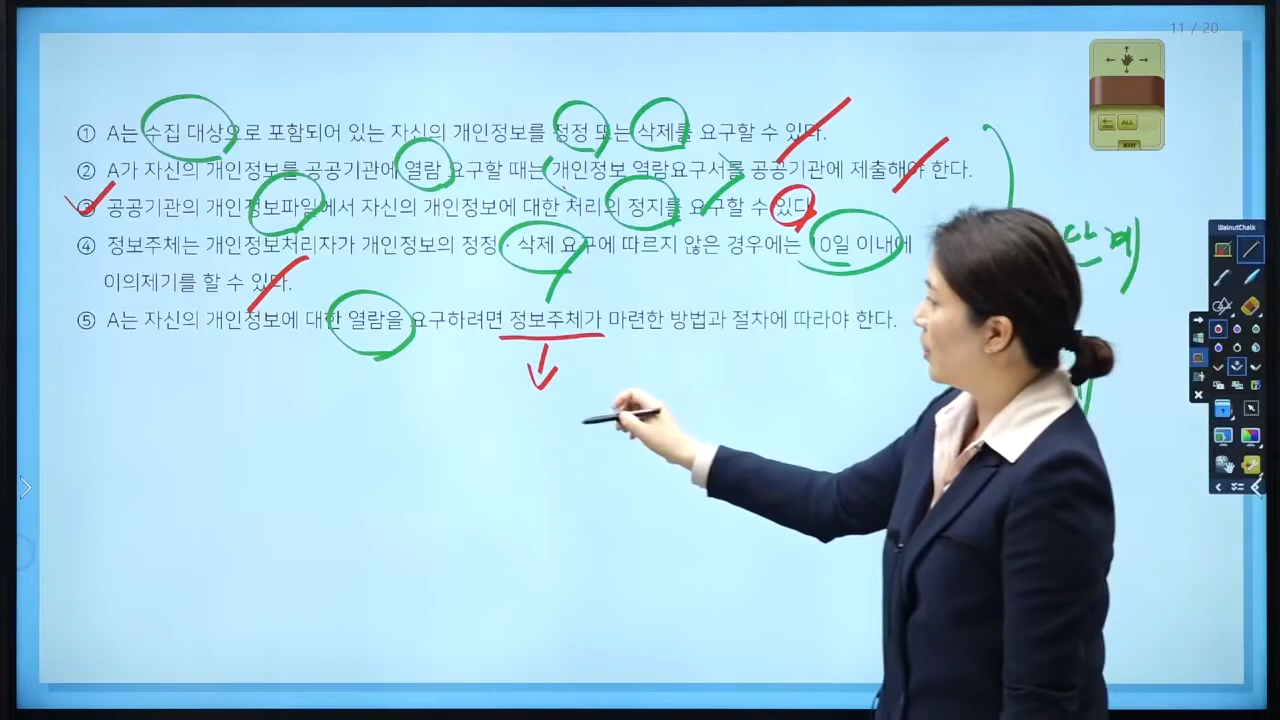 11 / 20
① A는 수집 대상으로 포함되어 있는 자신의 개인정보를 정정 또는 삭제를 요구할 수 있다.
② A가 자신의 개인정보를 공공기관에 열람 요구할 때는 개인정보 열람요구서를 공공기관에 제출해야 한다.
③ 공공기관의 개인정보파일에서 자신의 개인정보에 대한 처리의 정지를 요구할 수 있다.
④ 정보주체는 개인정보처리자가 개인정보의 정정 · 삭제 요구에 따르지 않은 경우에는 10일 이내에
이의제기를 할 수 있다.
단계
⑤ A는 자신의 개인정보에 대한 열람을 요구하려면 정보주체가 마련한 방법과 절차에 따라야 한다.
ALL
WalnutChalk